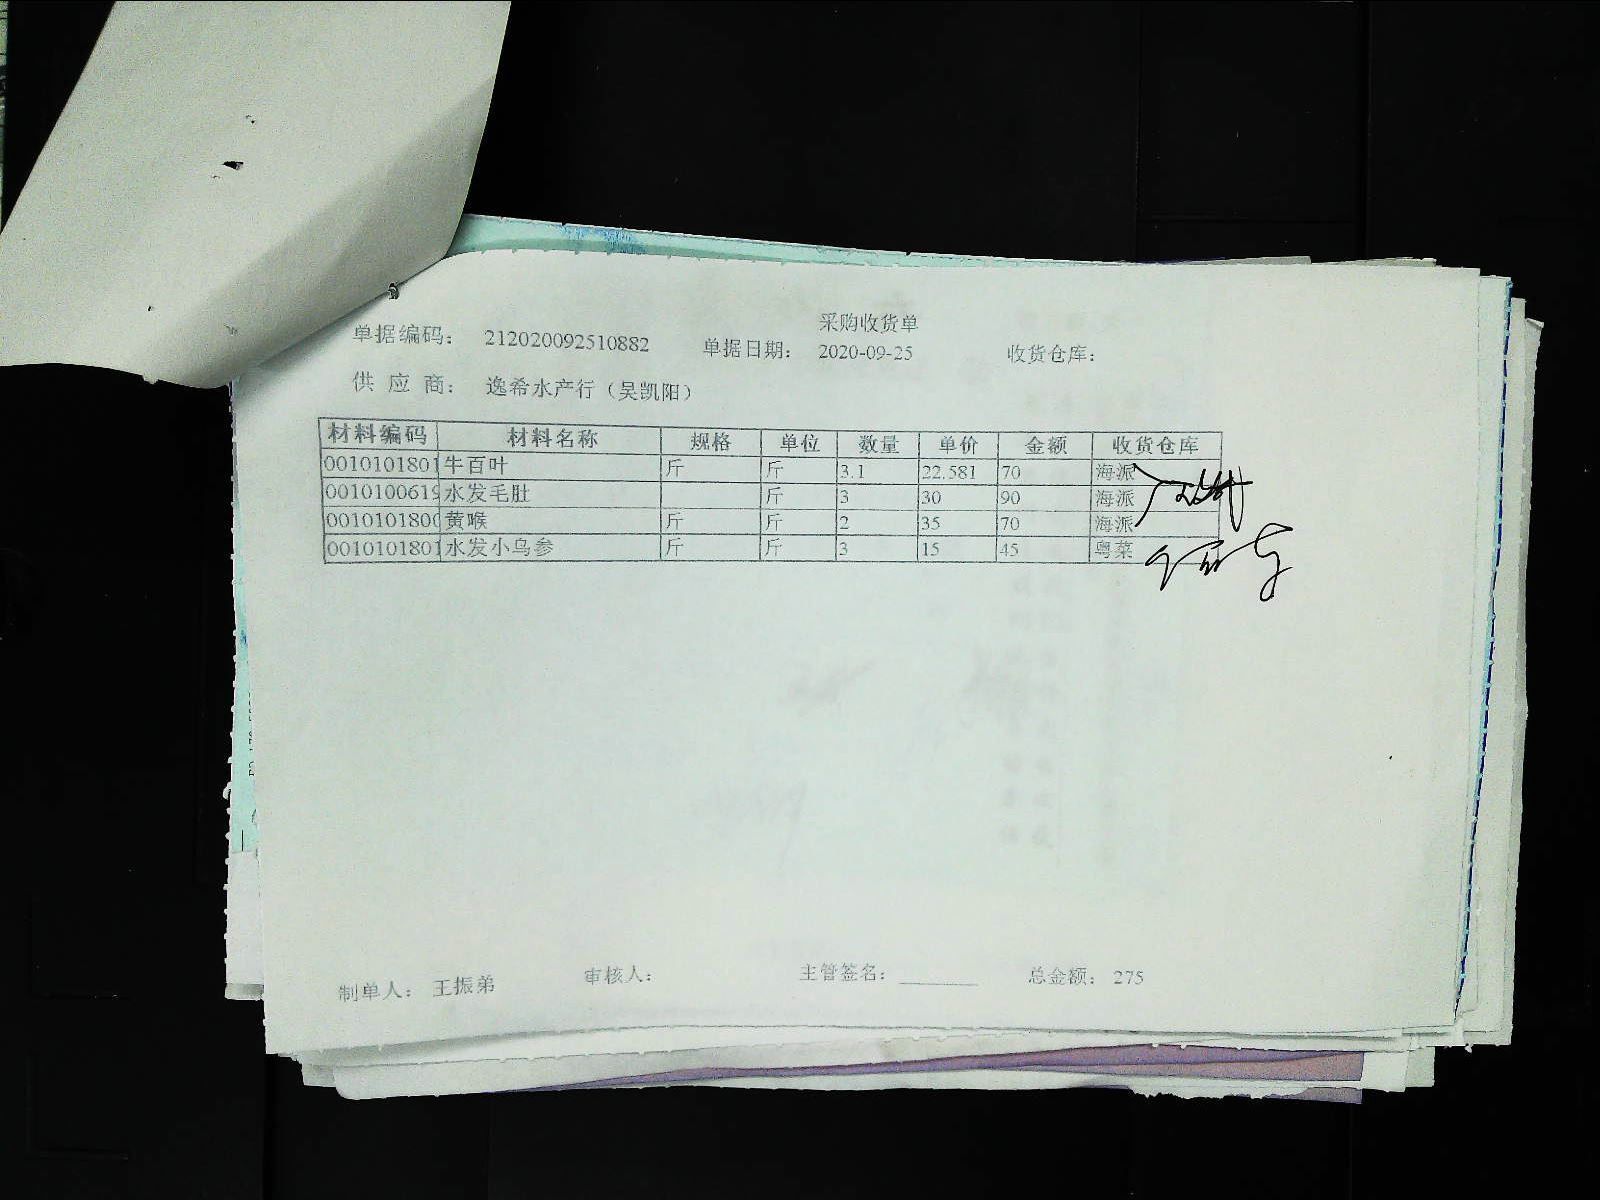 采购收货单
单据编码： 212020092510882 单据日期： 2020-09-25 收货仓库：
供 应 商： 逸希水产行（吴凯阳）
材料编码 材料名称 规格 单位 数量 单价 金额 收货仓库
0010101801 牛百叶 斤 斤 3.1 22.581 70 海派
001010061 水发毛肚 斤 3 30 90 海派
001010180 黄喉 斤 斤 2 35 70 海派
0010101801 水发小乌参 斤 斤 3 15 45 粤菜
制单人： 王振弟 审核人： 主管签名： 总金额： 275